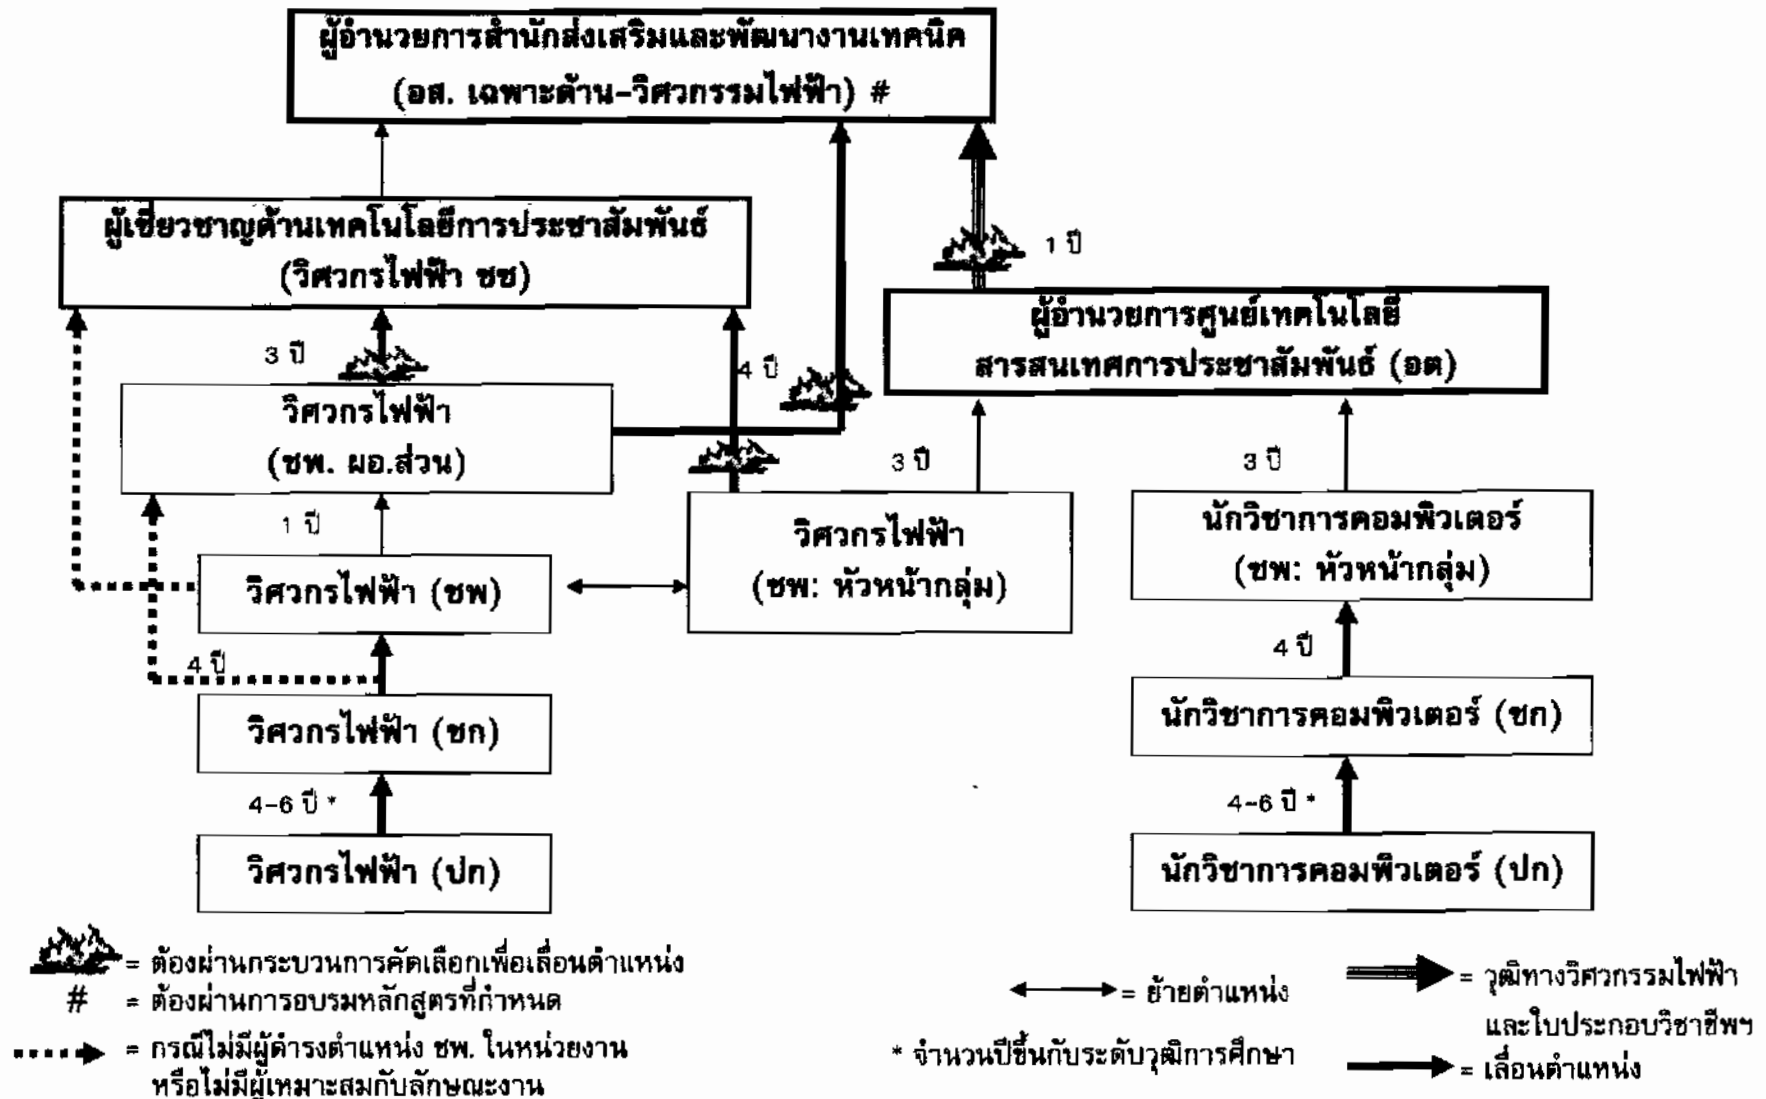 ผู้อำนวยการสำนักส่งเสริมและพัฒนางานเทคนิค
(อส. เฉพาะด้าน-วิศวกรรมไฟฟ้า) #
ผู้เชี่ยวชาญด้านเทคโนโลยีการประชาสัมพันธ์
(วิศวกรไฟฟ้า ชช)
1 ปี
ผู้อำนวยการศูนย์เทคโนโลยี
สารสนเทศการประชาสัมพันธ์ (อต)
3 ปี
4 ปี
วิศวกรไฟฟ้า
(ชพ. ผอ.ส่วน)
3 ปี
3 ปี
1 ปี
วิศวกรไฟฟ้า
(ชพ: หัวหน้ากลุ่ม)
นักวิชาการคอมพิวเตอร์
(ชพ: หัวหน้ากลุ่ม)
วิศวกรไฟฟ้า (ชพ)
4 ปี
4 ปี
วิศวกรไฟฟ้า (ชก)
นักวิชาการคอมพิวเตอร์ (ชก)
4-6 ปี *
4-6 ปี *
วิศวกรไฟฟ้า (ปก)
นักวิชาการคอมพิวเตอร์ (ปก)
= ต้องผ่านกระบวนการคัดเลือกเพื่อเลื่อนตำแหน่ง
# = ต้องผ่านการอบรมหลักสูตรที่กำหนด
= กรณีไม่มีผู้ดำรงตำแหน่ง ชพ. ในหน่วยงาน
หรือไม่มีผู้เหมาะสมกับลักษณะงาน
= ย้ายตำแหน่ง
* จำนวนปีขึ้นกับระดับวุฒิการศึกษา
= วุฒิทางวิศวกรรมไฟฟ้า
และใบประกอบวิชาชีพฯ
= เลื่อนตำแหน่ง